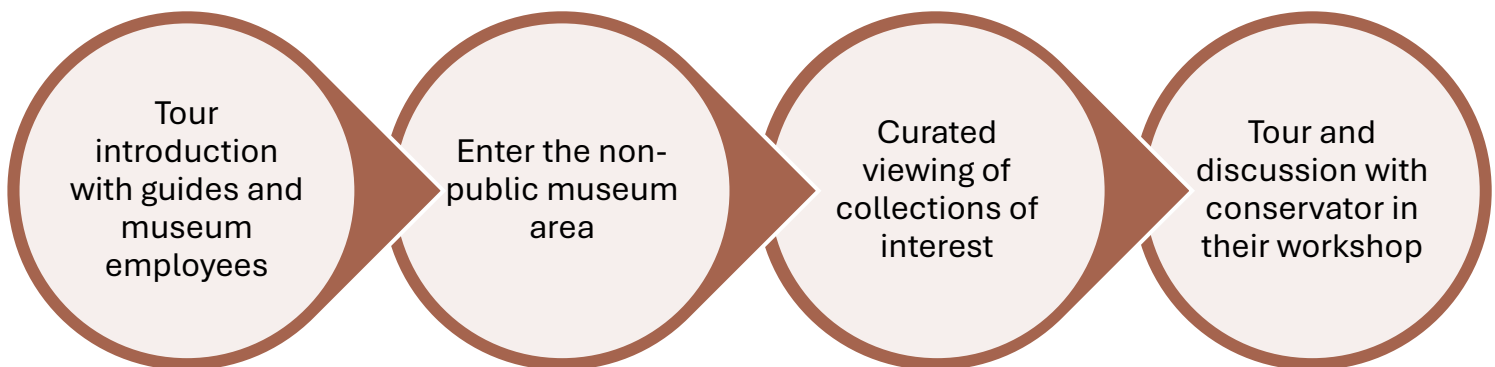 Tour
introduction
with guides and
museum
employees
Enter the non-
public museum
area
Curated
viewing of
collections of
interest
Tour and
discussion with
conservator in
their workshop